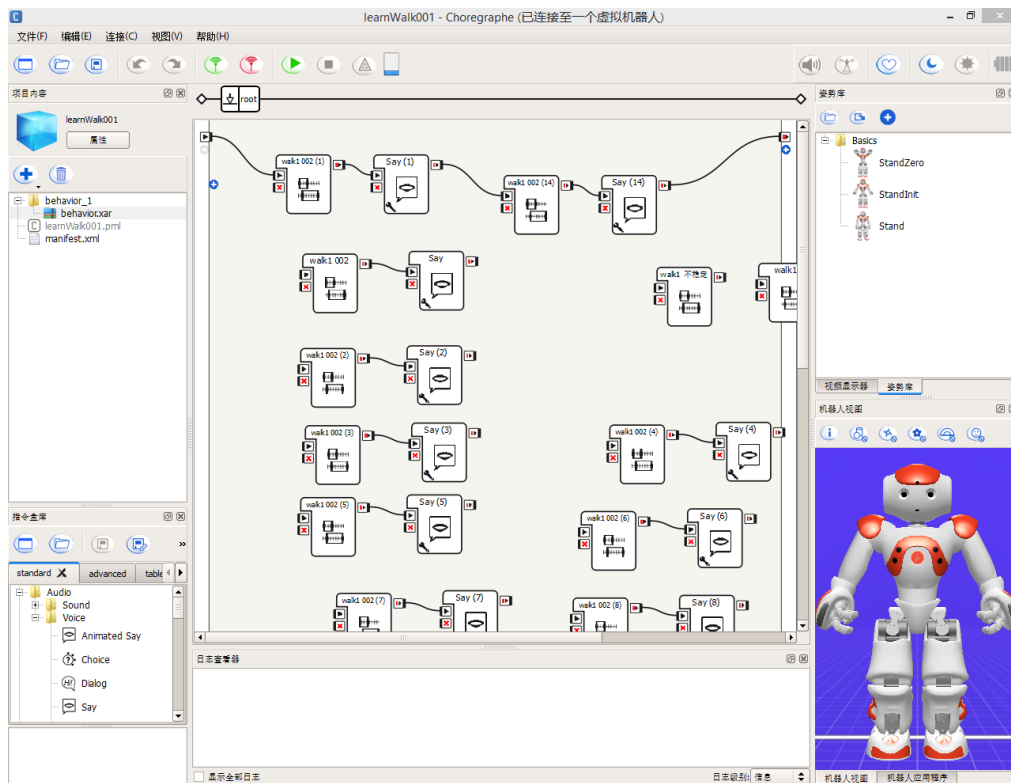 learnWalk001 - Choregraphe (已连接至一个虚拟机器人)
文件(F) 编辑(E) 连接(C) 视图(V) 帮助(H)
项目内容
learnWalk001
属性
behavior_1
behavior.xar
learnWalk001.pml
manifest.xml
指令盒库
standard advanced table
Audio
Sound
Voice
Animated Say
Choice
Dialog
Say
root
walk1 002 (1) Say (1)
walk1 002 (14) Say (14)
walk1 002 Say
walk1 不稳定 walk1
walk1 002 (2) Say (2)
walk1 002 (3) Say (3)
walk1 002 (4) Say (4)
walk1 002 (5) Say (5)
walk1 002 (6) Say (6)
walk1 002 (7) Say (7)
walk1 002 (8) Say (8)
日志查看器
显示全部日志 日志级别: 信息
姿势库
Basics
StandZero
StandInit
Stand
视频显示器 姿势库
机器人视图
机器人视图 机器人应用程序